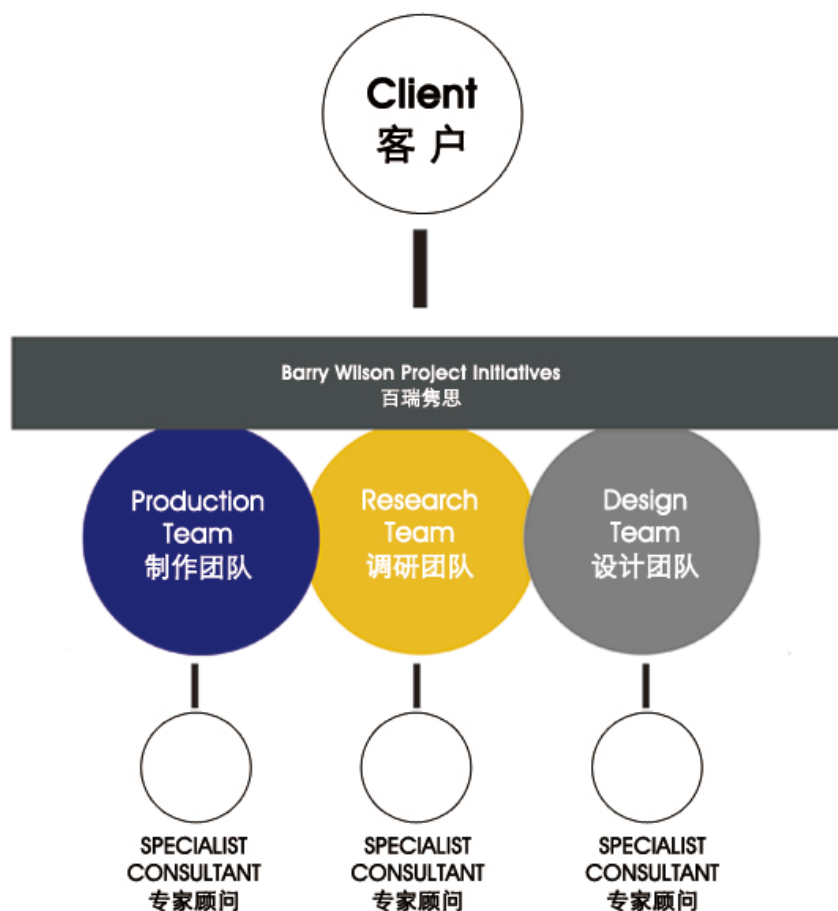 Client
客 户
Barry Wilson Project Initiatives
百瑞隽思
Production
Team
制作团队
Research
Team
调研团队
Design
Team
设计团队
SPECIALIST
CONSULTANT
专家顾问
SPECIALIST
CONSULTANT
专家顾问
SPECIALIST
CONSULTANT
专家顾问